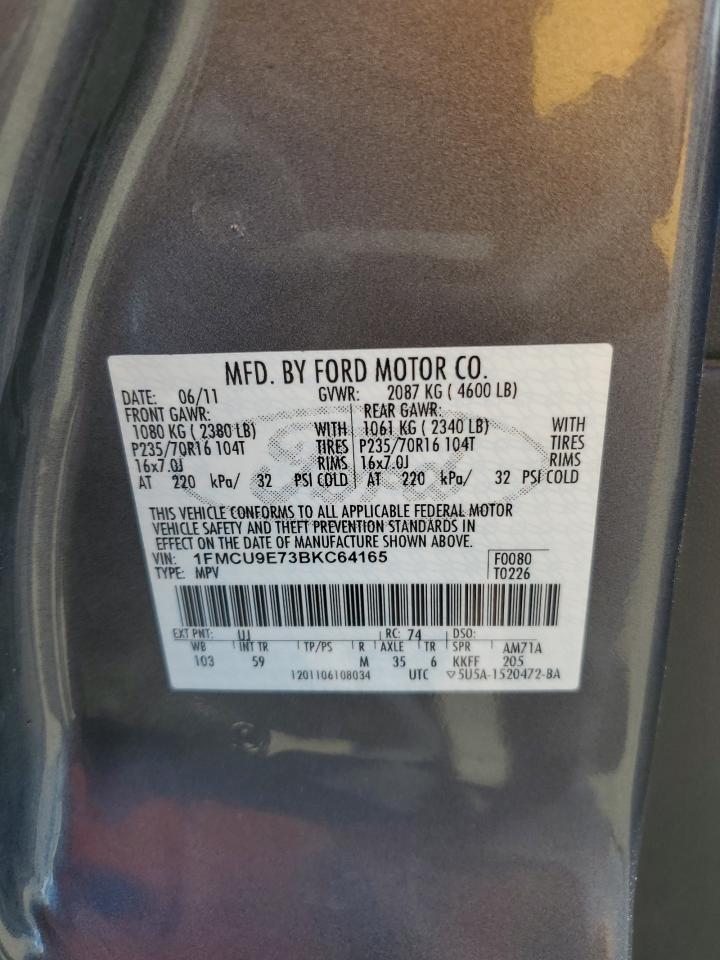 MFD. BY FORD MOTOR CO.
DATE: 06/11 GVWR: 2087 KG ( 4600 LB)
FRONT GAWR: REAR GAWR:
1080 KG ( 2380 LB) WITH 1061 KG ( 2340 LB) WITH
P235/70R16 104T TIRES P235/70R16 104T TIRES
16x7.0J RIMS 16x7.0J RIMS
AT 220 kPa/ 32 PSI COLD AT 220 kPa/ 32 PSI COLD
Ford
THIS VEHICLE CONFORMS TO ALL APPLICABLE FEDERAL MOTOR
VEHICLE SAFETY AND THEFT PREVENTION STANDARDS IN
EFFECT ON THE DATE OF MANUFACTURE SHOWN ABOVE.
VIN: 1FMCU9E73BKC64165 F0080
TYPE: MPV T0226
EXT PNT: UJ RC: 74 DSO:
WB INT TR TP/PS R AXLE TR SPR AM71A
103 59 M 35 6 KKFF 205
1201106108034 UTC ▽5U5A-1520472-BA